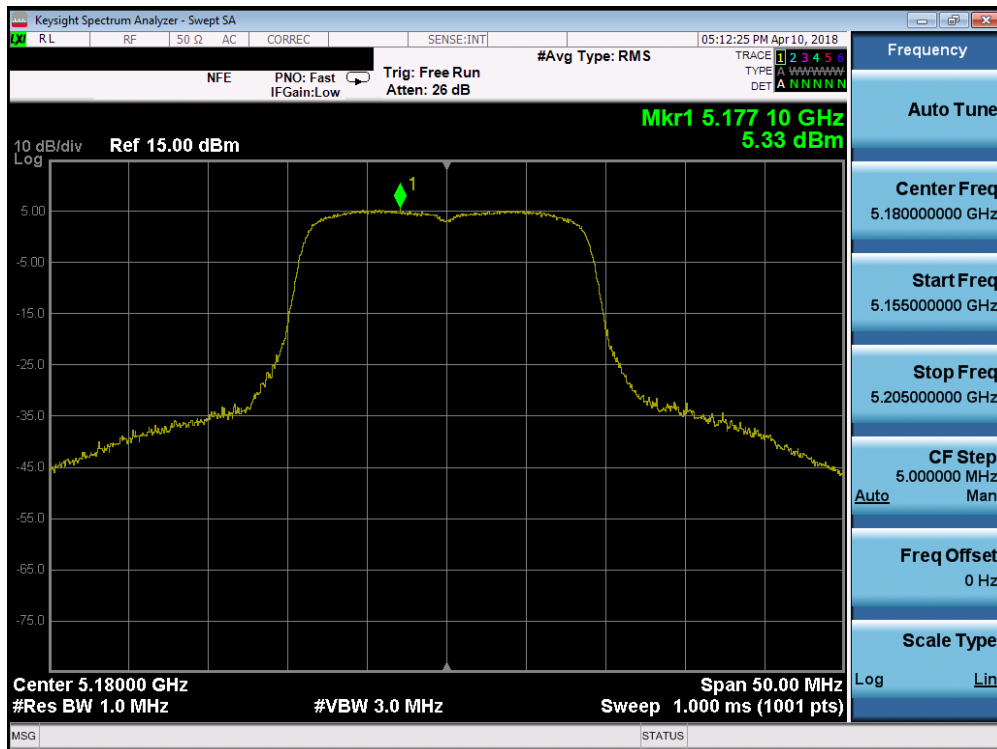 Keysight Spectrum Analyzer - Swept SA
LXI RL RF 50 Ω AC CORREC SENSE:INT 05:12:25 PM Apr 10, 2018
#Avg Type: RMS TRACE 1 2 3 4 5 6
NFE PNO: Fast Trig: Free Run TYPE A WWWWW
IFGain:Low Atten: 26 dB DET A N N N N N
Mkr1 5.177 10 GHz
5.33 dBm
10 dB/div Ref 15.00 dBm
Log
1
5.00
-5.00
-15.0
-25.0
-35.0
-45.0
-55.0
-65.0
-75.0
Center 5.18000 GHz Span 50.00 MHz
#Res BW 1.0 MHz #VBW 3.0 MHz Sweep 1.000 ms (1001 pts)
MSG STATUS
Frequency
Auto Tune
Center Freq
5.180000000 GHz
Start Freq
5.155000000 GHz
Stop Freq
5.205000000 GHz
CF Step
5.000000 MHz
Auto Man
Freq Offset
0 Hz
Scale Type
Log Lin